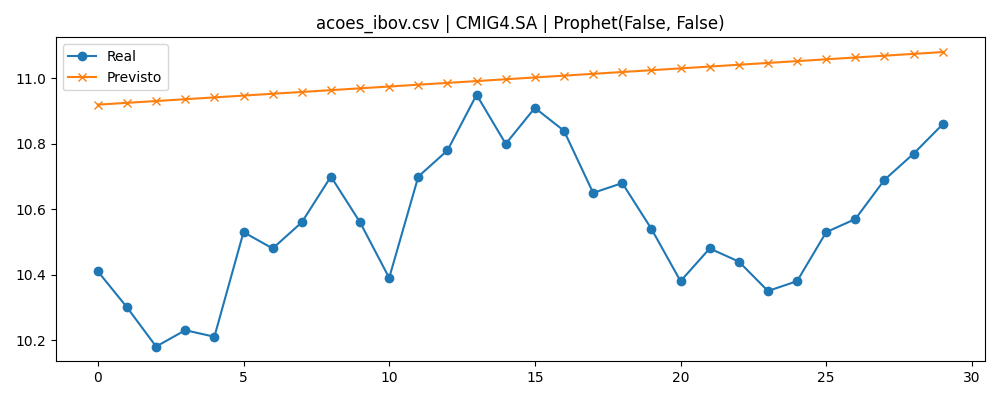 acoes_ibov.csv | CMIG4.SA | Prophet(False, False)
Real
Previsto
11.0
10.8
10.6
10.4
10.2
0 5 10 15 20 25 30